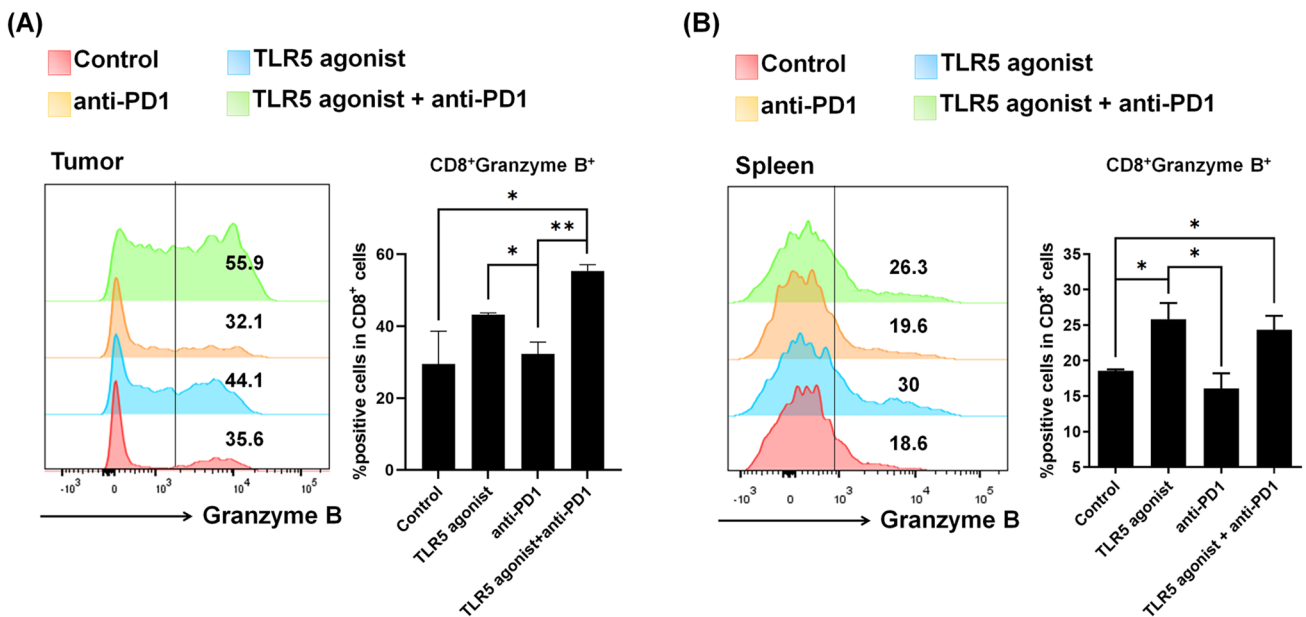 (A)
Control
TLR5 agonist
anti-PD1
TLR5 agonist + anti-PD1
Tumor
55.9
32.1
44.1
35.6
-10³ 0 10³ 10⁴ 10⁵
Granzyme B
CD8⁺Granzyme B⁺
*
**
*
%positive cells in CD8⁺ cells
60
40
20
0
Control
TLR5 agonist
anti-PD1
TLR5 agonist+anti-PD1
(B)
Control
TLR5 agonist
anti-PD1
TLR5 agonist + anti-PD1
Spleen
26.3
19.6
30
18.6
-10³ 0 10³ 10⁴ 10⁵
Granzyme B
CD8⁺Granzyme B⁺
*
*
*
%positive cells in CD8⁺ cells
35
30
25
20
15
10
5
Control
TLR5 agonist
anti-PD1
TLR5 agonist + anti-PD1